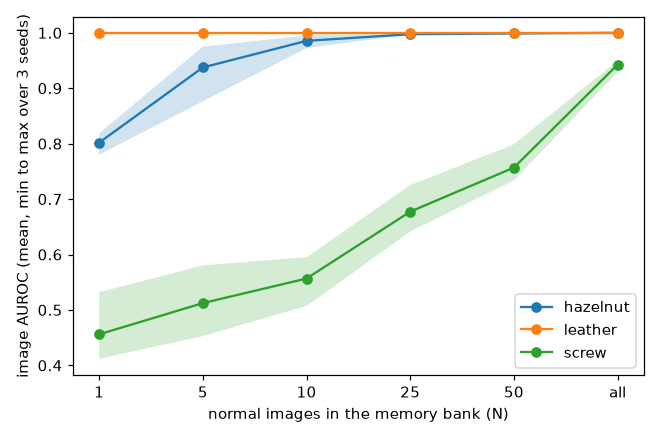 image AUROC (mean, min to max over 3 seeds)
1.0
0.9
0.8
0.7
0.6
0.5
0.4
hazelnut
leather
screw
1 5 10 25 50 all
normal images in the memory bank (N)